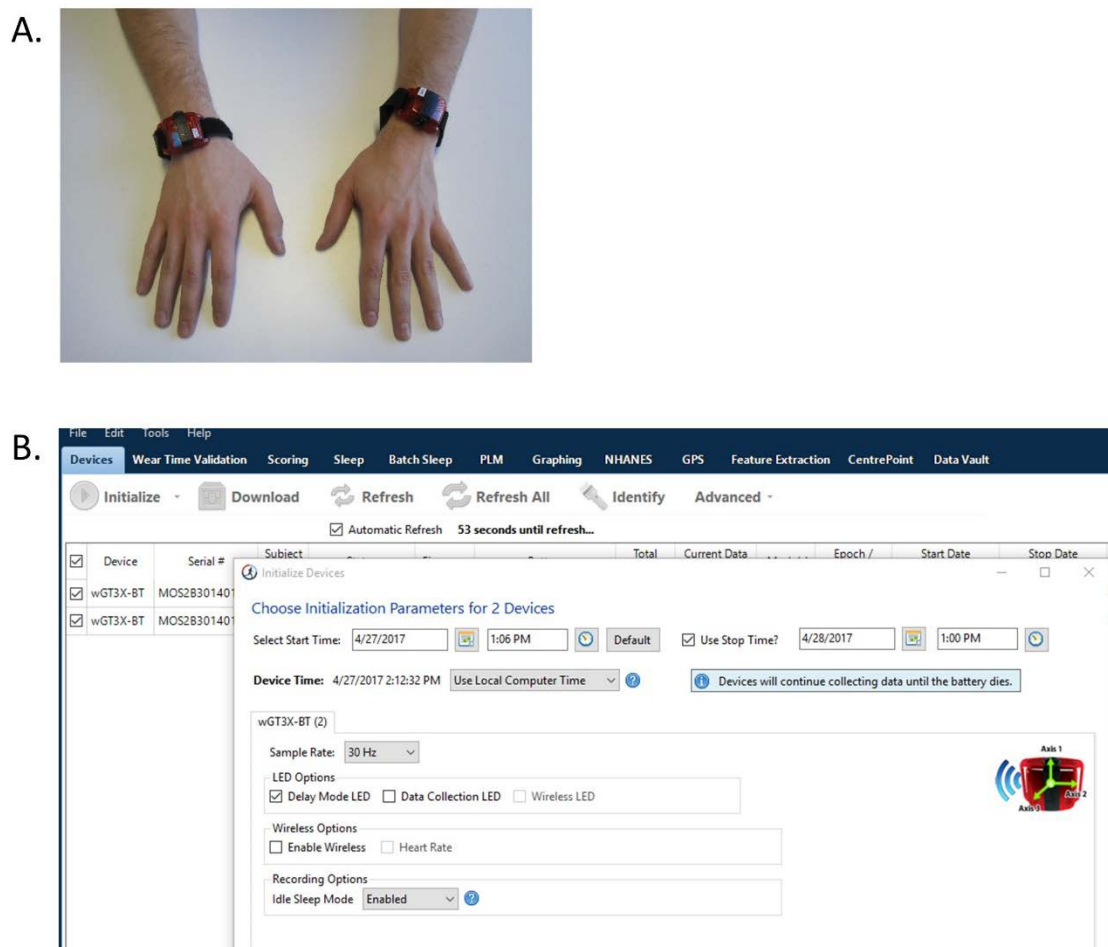 A.
B.
File Edit Tools Help
Devices Wear Time Validation Scoring Sleep Batch Sleep PLM Graphing NHANES GPS Feature Extraction CentrePoint Data Vault
Initialize Download Refresh Refresh All Identify Advanced
Automatic Refresh 53 seconds until refresh...
Device Serial # Subject Total Current Data Epoch / Start Date Stop Date
wGT3X-BT MOS2B301401
wGT3X-BT MOS2B301401
Initialize Devices
Choose Initialization Parameters for 2 Devices
Select Start Time: 4/27/2017 1:06 PM Default Use Stop Time? 4/28/2017 1:00 PM
Device Time: 4/27/2017 2:12:32 PM Use Local Computer Time Devices will continue collecting data until the battery dies.
wGT3X-BT (2)
Sample Rate: 30 Hz
Axis 1
Axis 2
Axis 3
LED Options
Delay Mode LED Data Collection LED Wireless LED
Wireless Options
Enable Wireless Heart Rate
Recording Options
Idle Sleep Mode Enabled